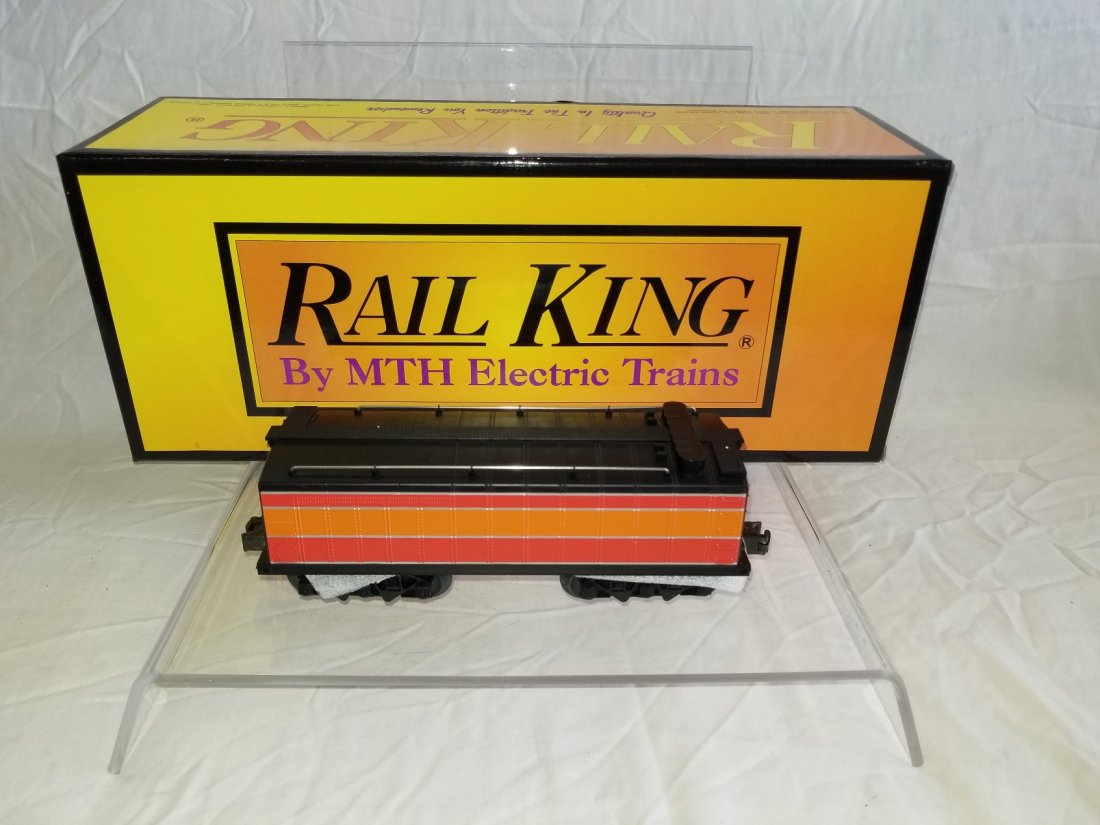 Quality In The Tradition You Remember
RAIL KING®
RAIL KING®
By MTH Electric Trains